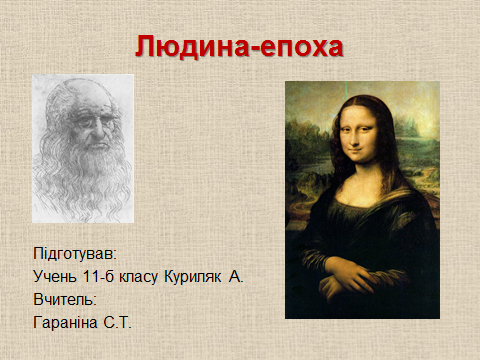 Людина-епоха
Підготував:
Учень 11-б класу Куриляк А.
Вчитель:
Гараніна С.Т.